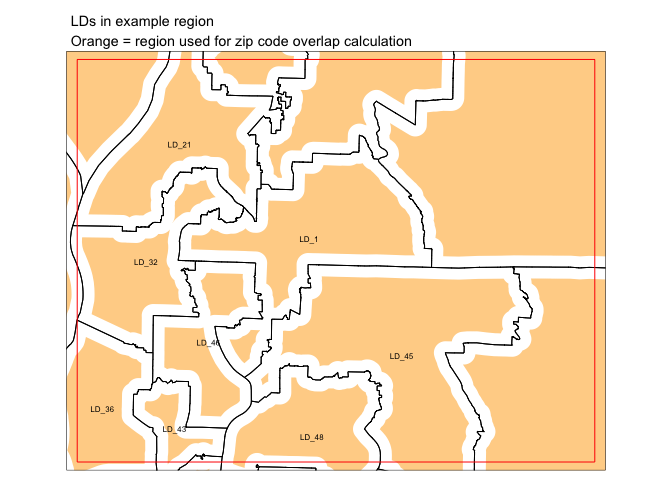 LDs in example region
Orange = region used for zip code overlap calculation
LD_21
LD_1
LD_32
LD_46
LD_45
LD_36
LD_43
LD_48